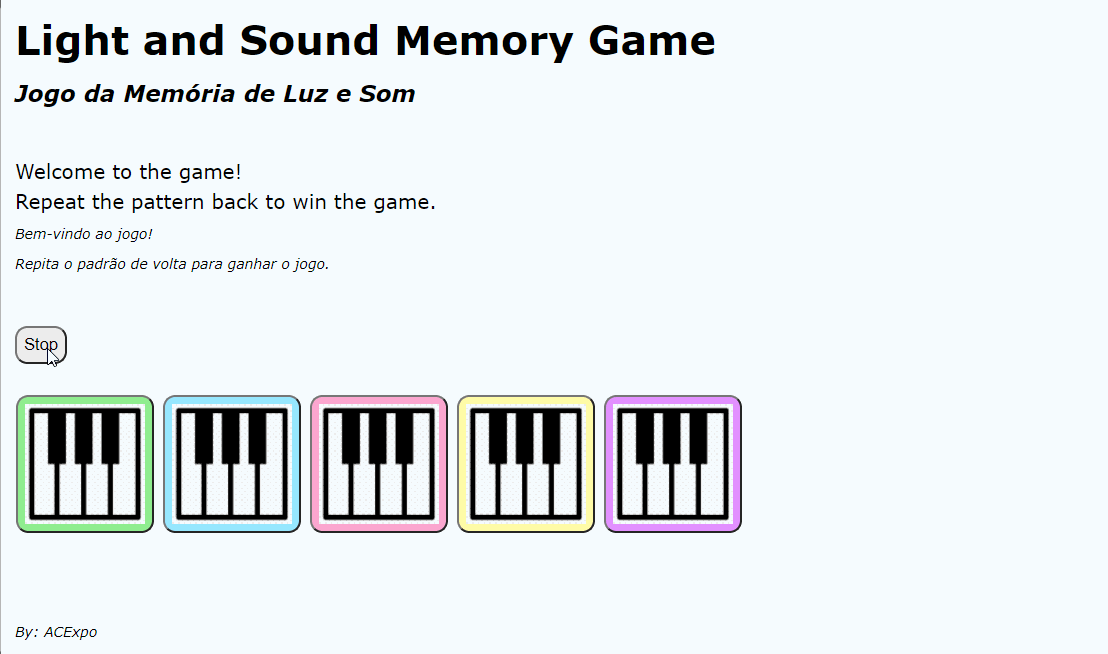 Light and Sound Memory Game
Jogo da Memória de Luz e Som
Welcome to the game!
Repeat the pattern back to win the game.
Bem-vindo ao jogo!
Repita o padrão de volta para ganhar o jogo.
Stop
By: ACExpo